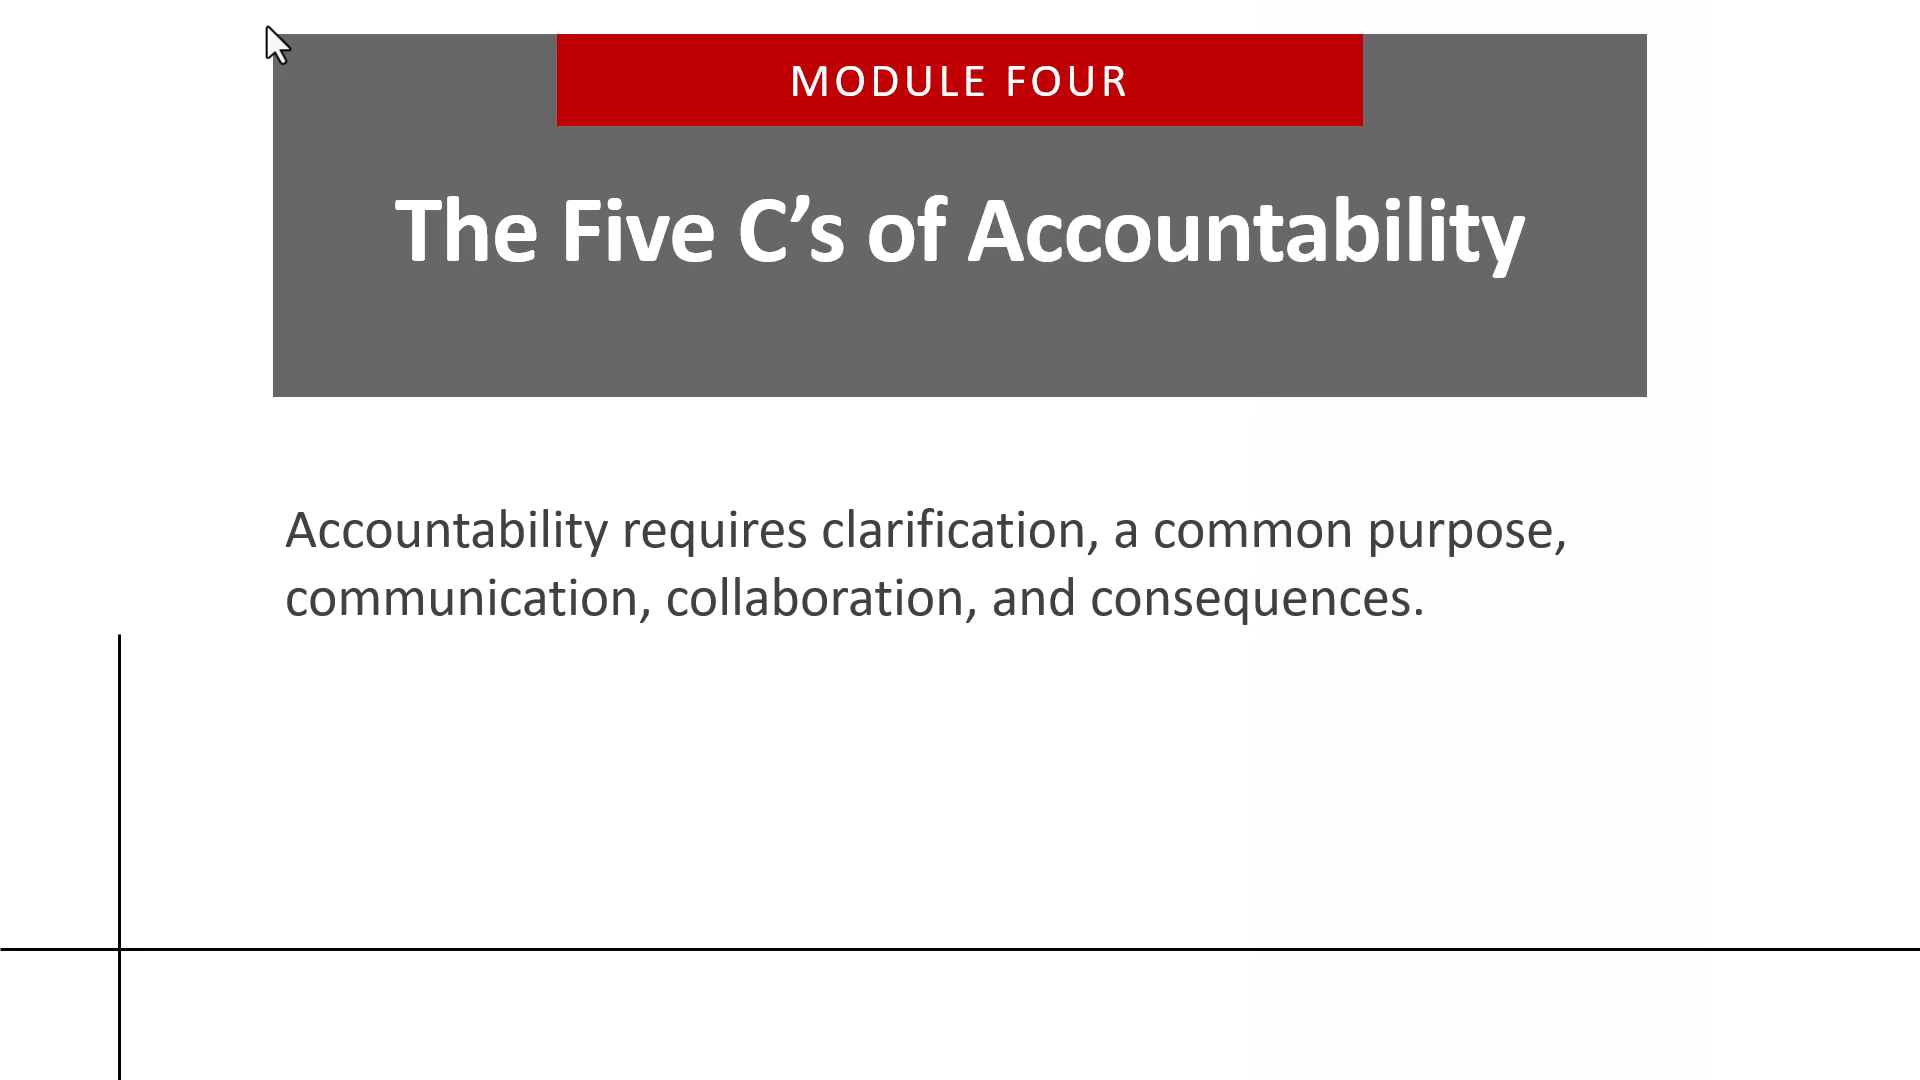 MODULE FOUR
The Five C’s of Accountability
Accountability requires clarification, a common purpose,
communication, collaboration, and consequences.